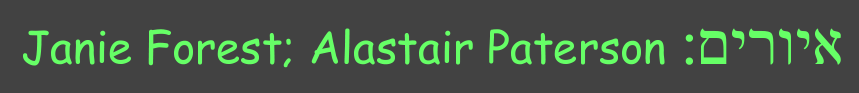 איורים: Janie Forest; Alastair Paterson